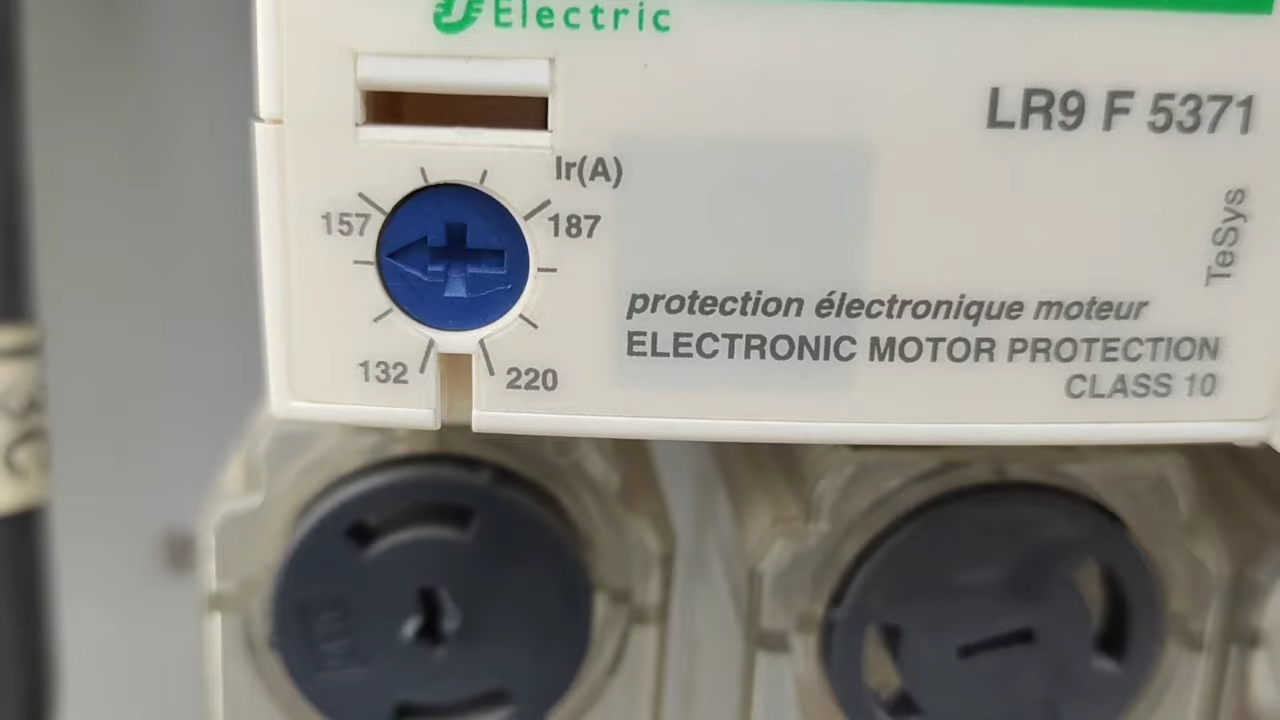 Electric
LR9 F 5371
Ir(A)
157
187
TeSys
protection électronique moteur
ELECTRONIC MOTOR PROTECTION
132
220
CLASS 10